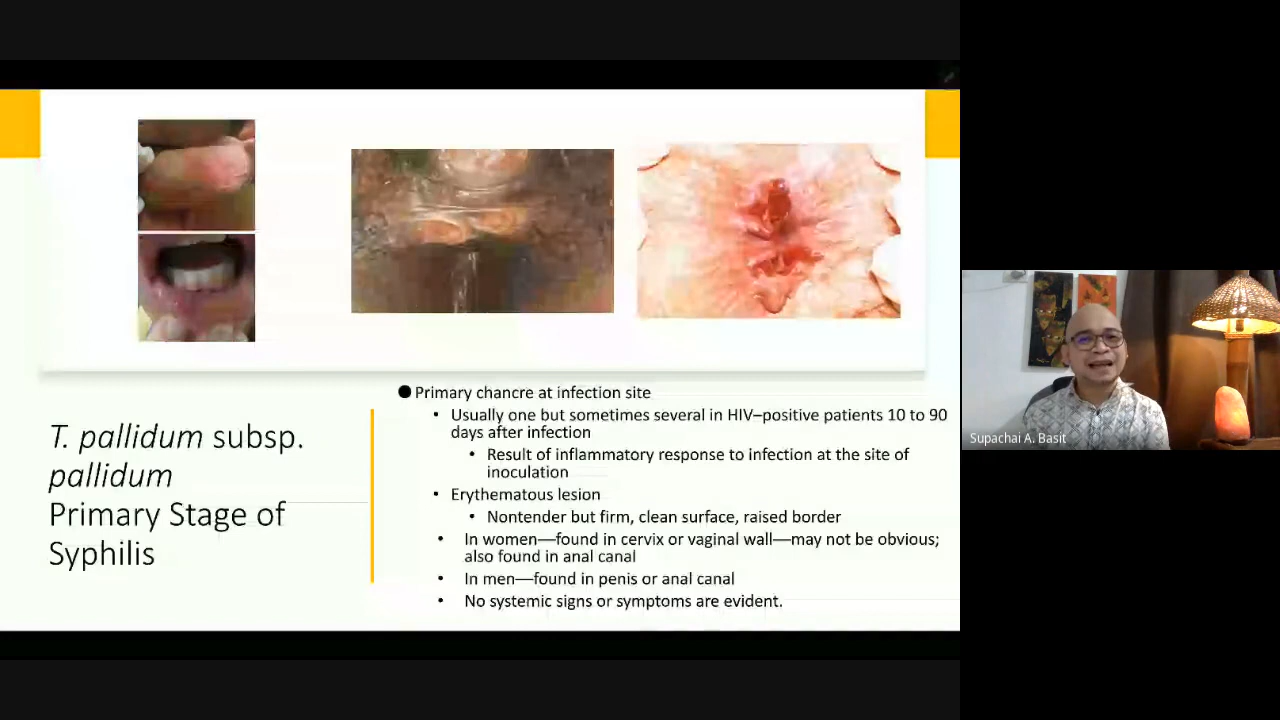 T. pallidum subsp.
pallidum
Primary Stage of
Syphilis
Primary chancre at infection site
• Usually one but sometimes several in HIV–positive patients 10 to 90
days after infection
• Result of inflammatory response to infection at the site of
inoculation
• Erythematous lesion
• Nontender but firm, clean surface, raised border
• In women—found in cervix or vaginal wall—may not be obvious;
also found in anal canal
• In men—found in penis or anal canal
• No systemic signs or symptoms are evident.
Supachai A. Basit